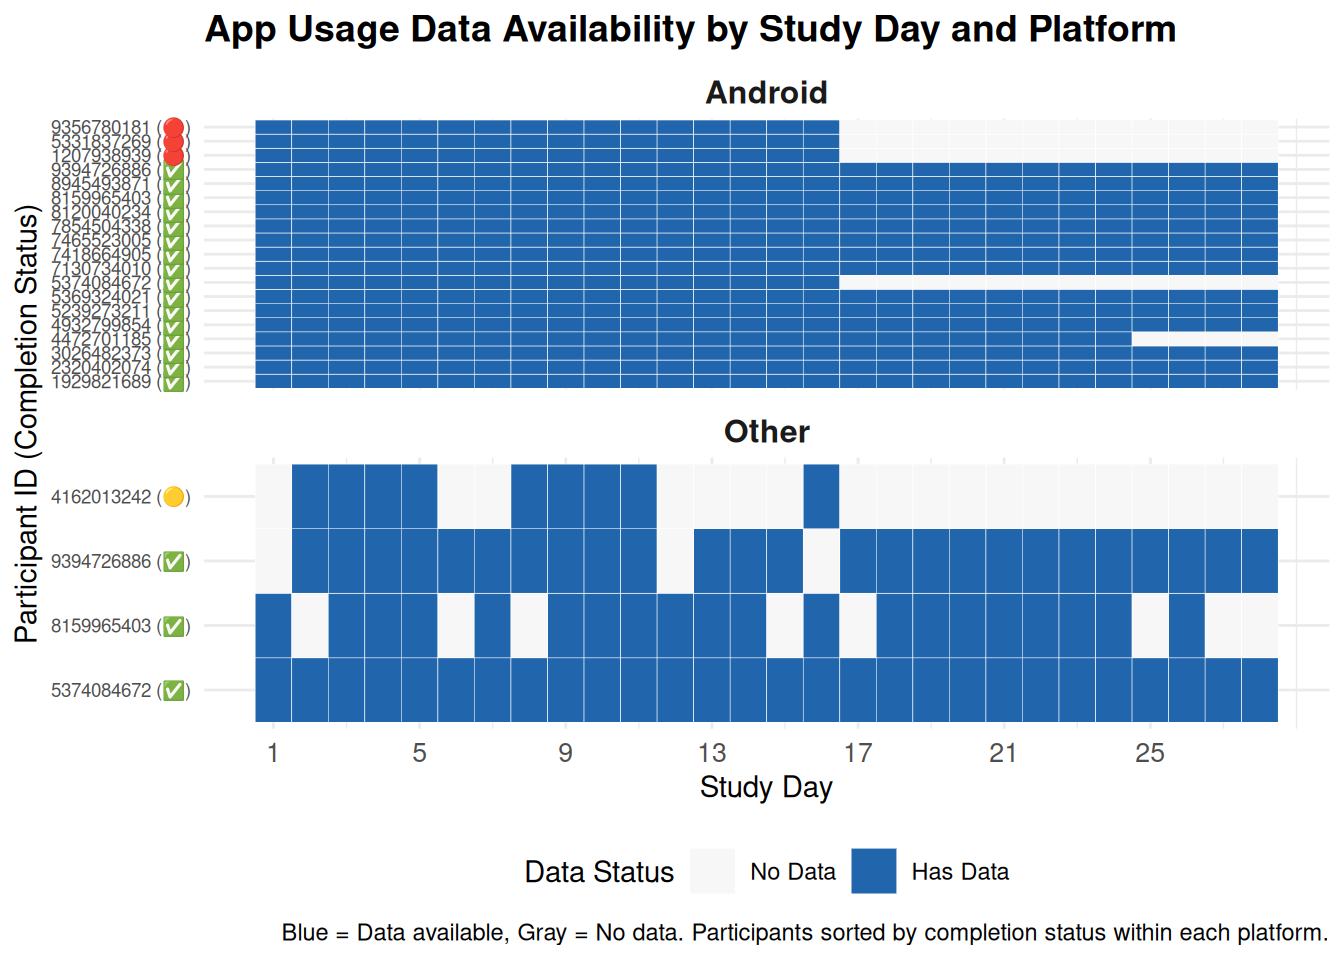 App Usage Data Availability by Study Day and Platform
Android
9356780181 (🔴)
5331837269 (🔴)
1207938939 (🔴)
9394726886 (✅)
8945493871 (✅)
8159965403 (✅)
8120040234 (✅)
7854504338 (✅)
7465523005 (✅)
7418664905 (✅)
7130734010 (✅)
5374084672 (✅)
5369324021 (✅)
5239273211 (✅)
4932799854 (✅)
4472701185 (✅)
3026482373 (✅)
2320402074 (✅)
1929821689 (✅)
Participant ID (Completion Status)
Other
4162013242 (🟡)
9394726886 (✅)
8159965403 (✅)
5374084672 (✅)
1 5 9 13 17 21 25
Study Day
Data Status No Data Has Data
Blue = Data available, Gray = No data. Participants sorted by completion status within each platform.